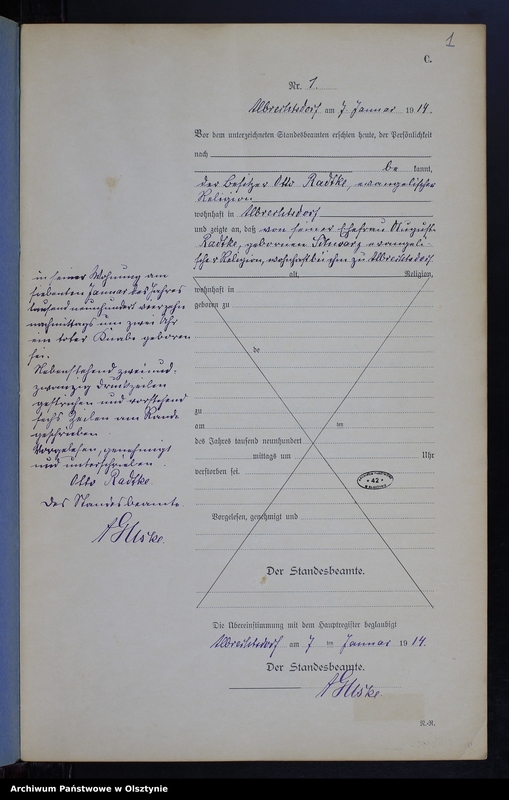 1
C.
Nr. 1.
Albrechtsdorf am 7 Januar 1914.
Vor dem unterzeichneten Standesbeamten erschien heute, der Persönlichkeit
nach
be kannt,
der Besitzer Otto Radtke, evangelischer
Religion
wohnhaft in Albrechtsdorf
und zeigte an, daß von seiner Ehefrau Auguste
Radtke, gebornen Schwarz evangeli-
scher Religion, wohnhaft bei ihm zu Albrechtsdorf
alt, Religion,
wohnhaft in
geboren zu
de
zu
am ten
des Jahres tausend neunhundert
mittags um Uhr
verstorben sei.
Vorgelesen, genehmigt und
Der Standesbeamte.
in seiner Wohnung am
siebenten Januar des Jahres
tausend neunhundert vierzehn
nachmittags um zwei Uhr
ein toter Knabe geboren
sei.
Nebenstehend zweiund-
zwanzig Druckzeilen
gestrichen und vorstehend
sechs Zeilen am Rande
geschrieben
Vorgelesen, genehmigt
und unterschrieben
Otto Radtke
Der Standesbeamte.
42
Die Übereinstimmung mit dem Hauptregister beglaubigt
Albrechtsdorf am 7 ten Januar 1914.
Der Standesbeamte.
N.-R.
Archiwum Państwowe w Olsztynie